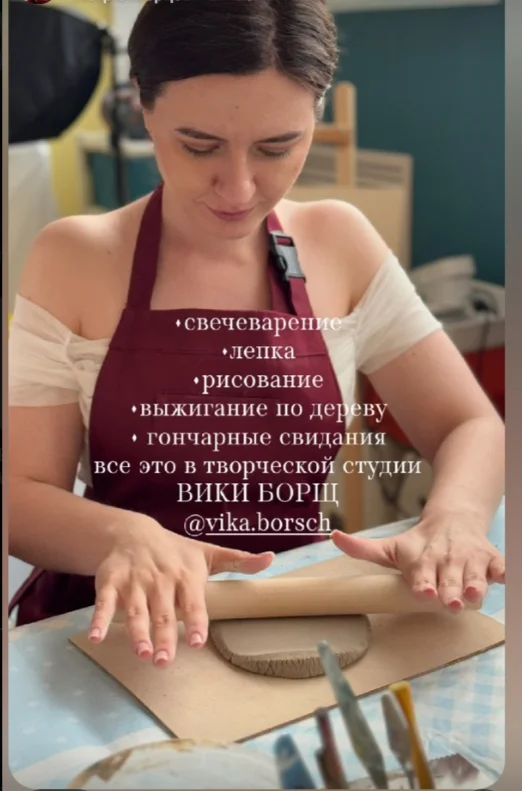 •свечеварение
•лепка
•рисование
•выжигание по дереву
• гончарные свидания
все это в творческой студии
ВИКИ БОРЩ
@vika.borsch